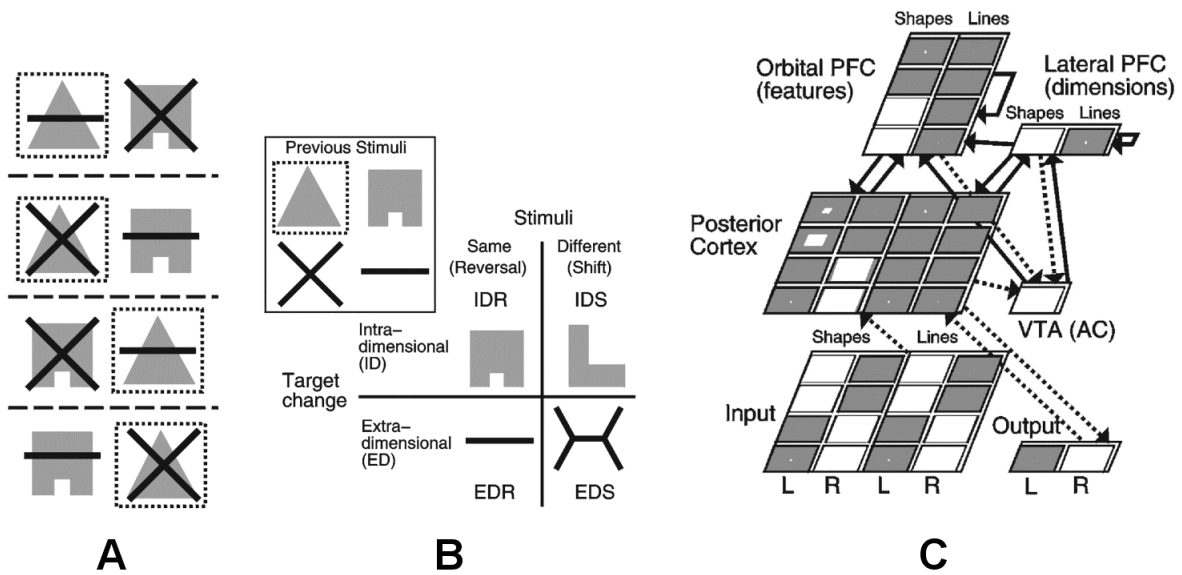 Previous Stimuli
Stimuli
Same
(Reversal)
Different
(Shift)
IDR
IDS
Intra-
dimensional
(ID)
Target
change
Extra-
dimensional
(ED)
EDR
EDS
Shapes Lines
Orbital PFC
(features)
Lateral PFC
(dimensions)
Shapes Lines
Posterior
Cortex
VTA (AC)
Shapes Lines
Input
Output
L R L R
L R
A
B
C